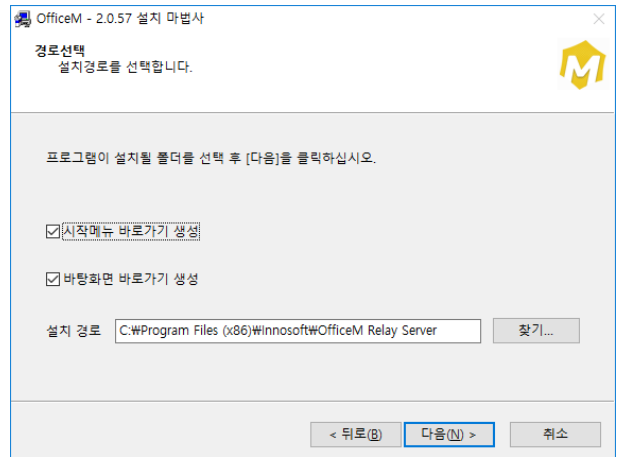 OfficeM - 2.0.57 설치 마법사
경로선택
설치경로를 선택합니다.
M
프로그램이 설치될 폴더를 선택 후 [다음]을 클릭하십시오.
시작메뉴 바로가기 생성
바탕화면 바로가기 생성
설치 경로 C:₩Program Files (x86)₩Innosoft₩OfficeM Relay Server 찾기...
< 뒤로(B) 다음(N) > 취소